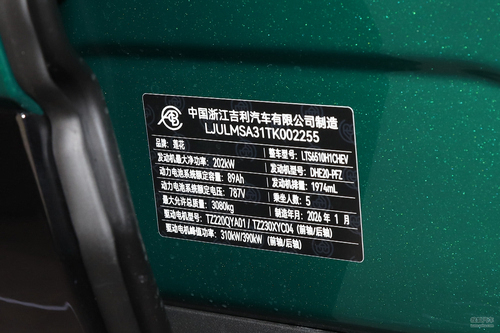 中国浙江吉利汽车有限公司制造
LJULMSA31TK002255
品牌：莲花 整车型号：LTS6510H1CHEV
发动机最大净功率：202kW 发动机型号：DHE20-PFZ
动力电池系统额定容量：89Ah 发动机排量：1974mL
动力电池系统额定电压：787V 乘坐人数：5
最大允许总质量：3080kg 制造年月：2026年1月
驱动电机型号：TZ220QYA01/TZ230XYC04（前轴/后轴）
驱动电机峰值功率：310kW/390kW（前轴/后轴）